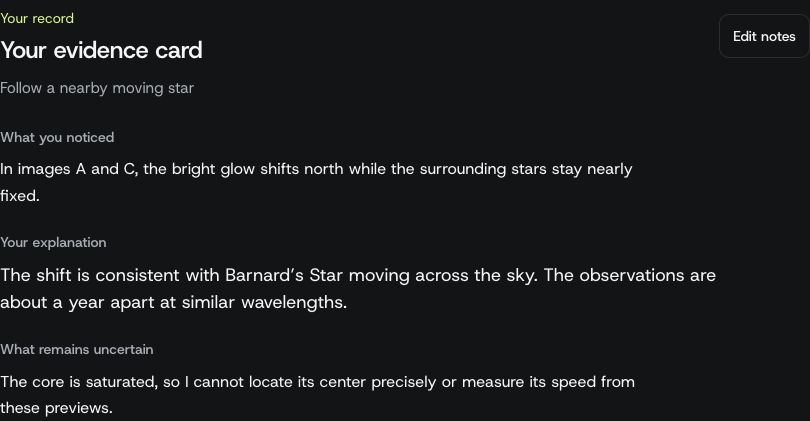 Your record
Your evidence card
Edit notes
Follow a nearby moving star
What you noticed
In images A and C, the bright glow shifts north while the surrounding stars stay nearly
fixed.
Your explanation
The shift is consistent with Barnard’s Star moving across the sky. The observations are
about a year apart at similar wavelengths.
What remains uncertain
The core is saturated, so I cannot locate its center precisely or measure its speed from
these previews.